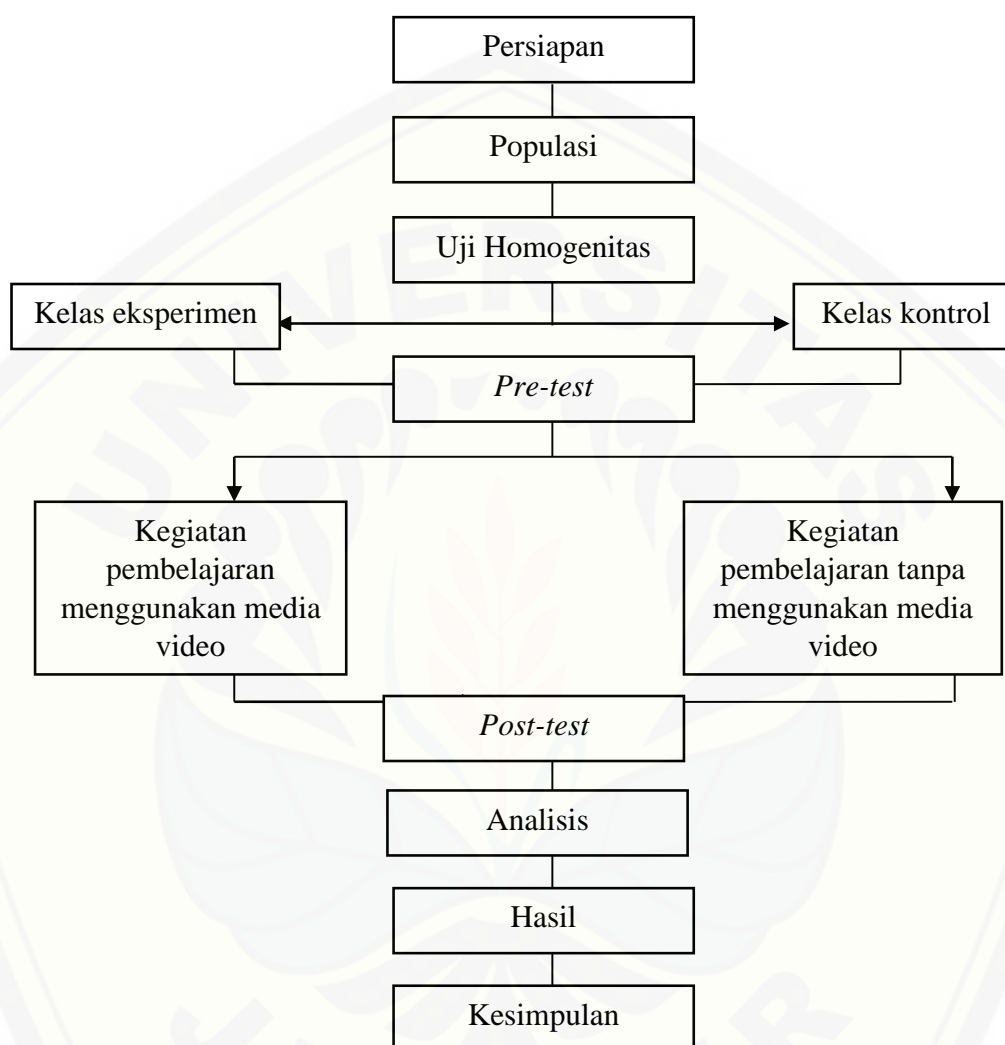 Persiapan
Populasi
Uji Homogenitas
Kelas eksperimen
Kelas kontrol
Pre-test
Kegiatan
pembelajaran
menggunakan media
video
Kegiatan
pembelajaran tanpa
menggunakan media
video
Post-test
Analisis
Hasil
Kesimpulan
UNIVERSITAS